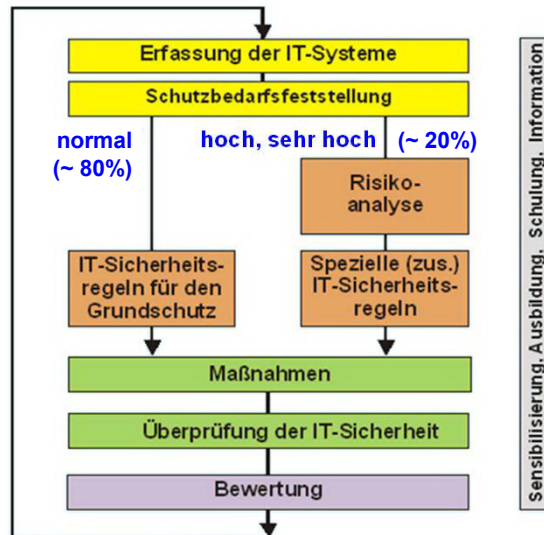 Erfassung der IT-Systeme
Schutzbedarfsfeststellung
normal
(~ 80%)
hoch, sehr hoch (~ 20%)
Risiko-
analyse
IT-Sicherheits-
regeln für den
Grundschutz
Spezielle (zus.)
IT-Sicherheits-
regeln
Maßnahmen
Überprüfung der IT-Sicherheit
Bewertung
Sensibilisierung, Ausbildung, Schulung, Information